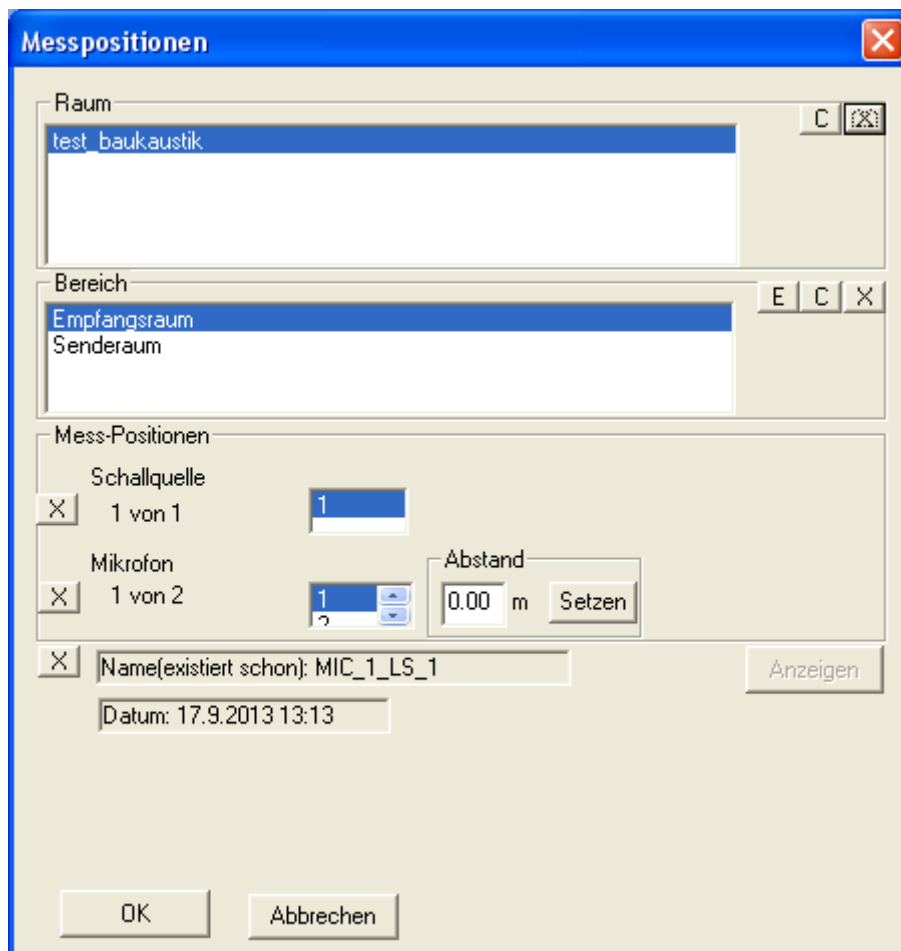 Messpositionen
Raum
C X
test_baukaustik
Bereich
E C X
Empfangsraum
Senderaum
Mess-Positionen
Schallquelle
X 1 von 1 1
Mikrofon
Abstand
X 1 von 2 1 0.00 m Setzen
X Name(existiert schon): MIC_1_LS_1 Anzeigen
Datum: 17.9.2013 13:13
OK Abbrechen